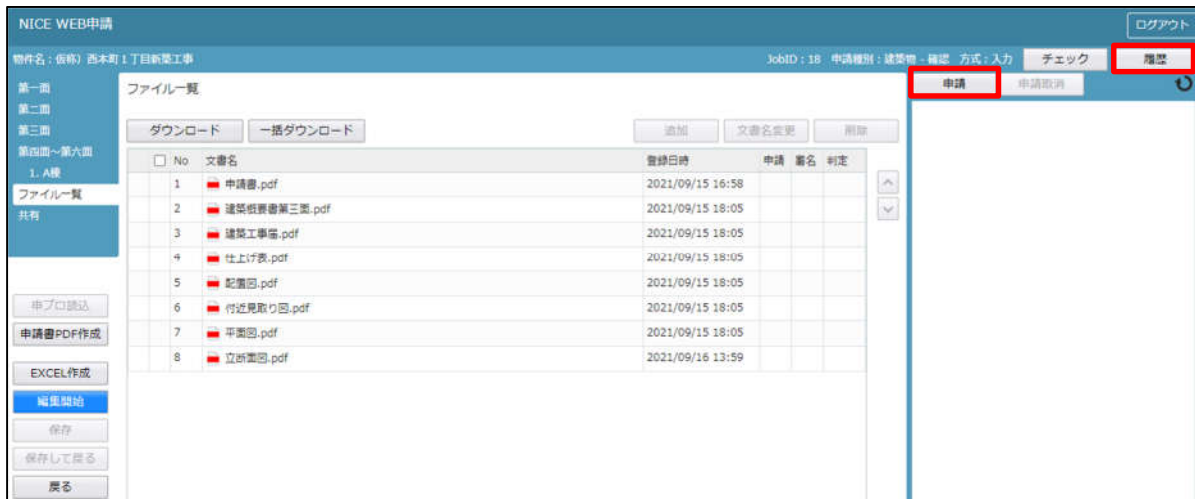 NICE WEB申請
ログアウト
物件名：仮称）西本町１丁目新築工事
JobID：18 申請種別：建築物 - 確認 方式：入力
チェック
履歴
申請
申請取消
第一面
第二面
第三面
第四面～第六面
1. A棟
ファイル一覧
共有
申プロ読込
申請書PDF作成
EXCEL作成
編集開始
保存
保存して戻る
戻る
ファイル一覧
ダウンロード 一括ダウンロード 追加 文書名変更 削除
No 文書名 登録日時 申請 署名 判定
1 申請書.pdf 2021/09/15 16:58
2 建築概要書第三面.pdf 2021/09/15 18:05
3 建築工事届.pdf 2021/09/15 18:05
4 仕上げ表.pdf 2021/09/15 18:05
5 配置図.pdf 2021/09/15 18:05
6 付近見取り図.pdf 2021/09/15 18:05
7 平面図.pdf 2021/09/15 18:05
8 立断面図.pdf 2021/09/16 13:59